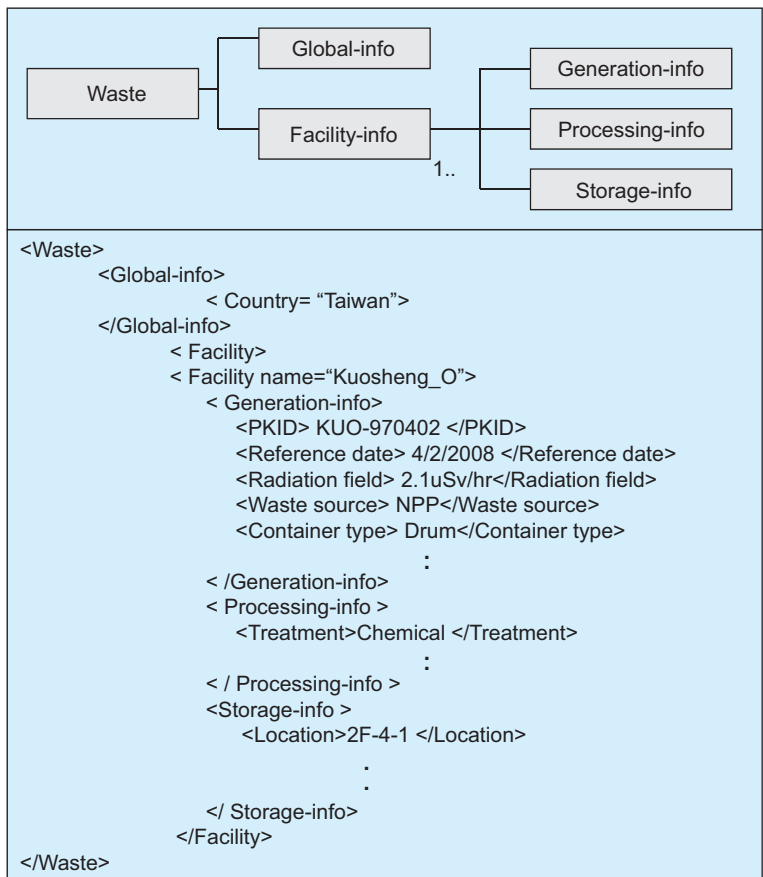 Global-info
Generation-info
Waste
Facility-info
Processing-info
1..
Storage-info
<Waste>
<Global-info>
< Country= “Taiwan”>
</Global-info>
< Facility>
< Facility name=“Kuosheng_O”>
< Generation-info>
<PKID> KUO-970402 </PKID>
<Reference date> 4/2/2008 </Reference date>
<Radiation field> 2.1uSv/hr</Radiation field>
<Waste source> NPP</Waste source>
<Container type> Drum</Container type>
:
< /Generation-info>
< Processing-info >
<Treatment>Chemical </Treatment>
:
< / Processing-info >
<Storage-info >
<Location>2F-4-1 </Location>
.
.
</ Storage-info>
</Facility>
</Waste>